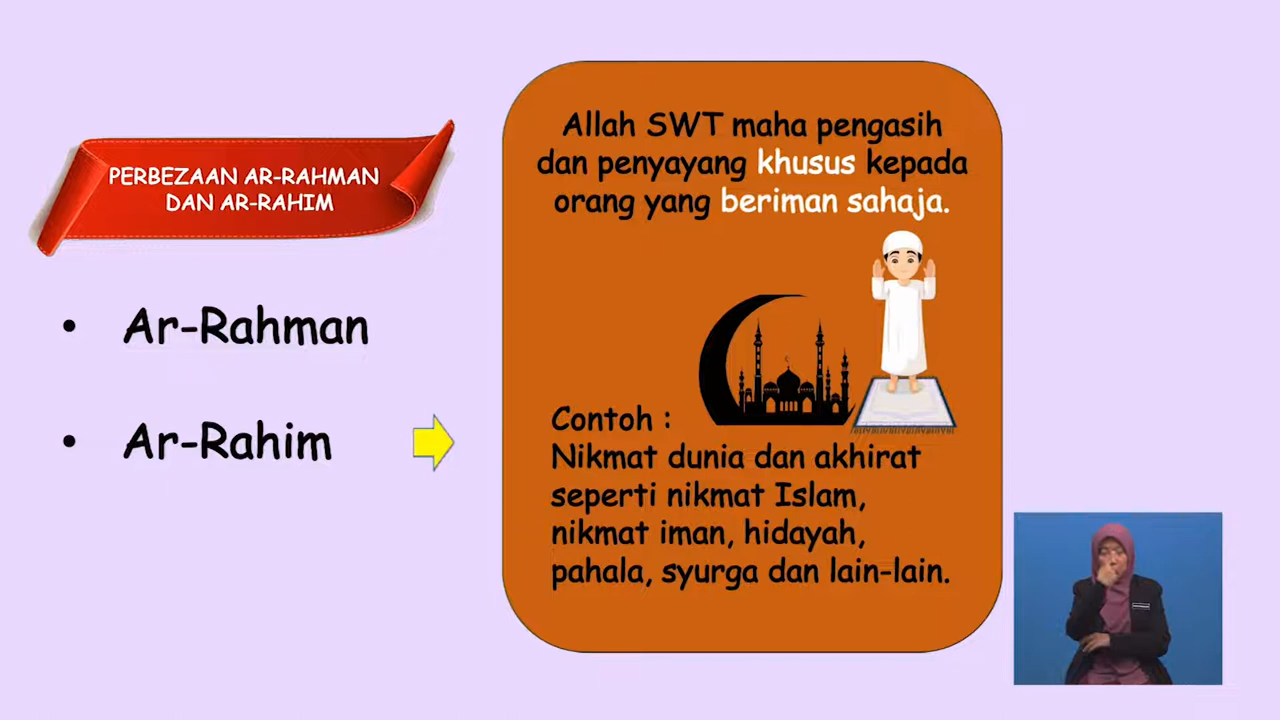 PERBEZAAN AR-RAHMAN
DAN AR-RAHIM
• Ar-Rahman
• Ar-Rahim
Allah SWT maha pengasih
dan penyayang khusus kepada
orang yang beriman sahaja.
Contoh :
Nikmat dunia dan akhirat
seperti nikmat Islam,
nikmat iman, hidayah,
pahala, syurga dan lain-lain.